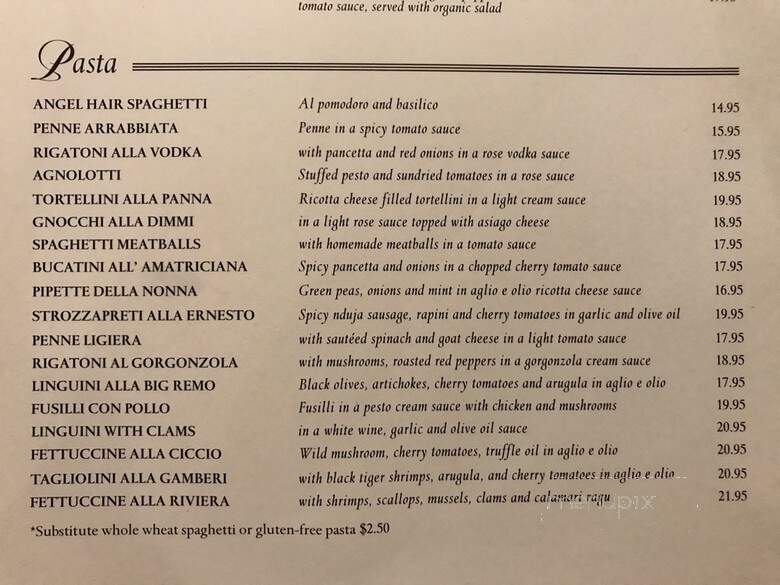 tomato sauce, served with organic salad
Pasta
ANGEL HAIR SPAGHETTI Al pomodoro and basilico 14.95
PENNE ARRABBIATA Penne in a spicy tomato sauce 15.95
RIGATONI ALLA VODKA with pancetta and red onions in a rose vodka sauce 17.95
AGNOLOTTI Stuffed pesto and sundried tomatoes in a rose sauce 18.95
TORTELLINI ALLA PANNA Ricotta cheese filled tortellini in a light cream sauce 19.95
GNOCCHI ALLA DIMMI in a light rose sauce topped with asiago cheese 18.95
SPAGHETTI MEATBALLS with homemade meatballs in a tomato sauce 17.95
BUCATINI ALL' AMATRICIANA Spicy pancetta and onions in a chopped cherry tomato sauce 17.95
PIPETTE DELLA NONNA Green peas, onions and mint in aglio e olio ricotta cheese sauce 16.95
STROZZAPRETI ALLA ERNESTO Spicy nduja sausage, rapini and cherry tomatoes in garlic and olive oil 19.95
PENNE LIGIERA with sautéed spinach and goat cheese in a light tomato sauce 17.95
RIGATONI AL GORGONZOLA with mushrooms, roasted red peppers in a gorgonzola cream sauce 18.95
LINGUINI ALLA BIG REMO Black olives, artichokes, cherry tomatoes and arugula in aglio e olio 17.95
FUSILLI CON POLLO Fusilli in à pesto cream sauce with chicken and mushrooms 19.95
LINGUINI WITH CLAMS in a white wine, garlic and olive oil sauce 20.95
FETTUCCINE ALLA CICCIO Wild mushroom, cherry tomatoes, truffle oil in aglio e olio 20.95
TAGLIOLINI ALLA GAMBERI with black tiger shrimps, arugula, and cherry tomatoes in aglio e olio 20.95
FETTUCCINE ALLA RIVIERA with shrimps, scallops, mussels, clams and calamari ragu 21.95
*Substitute whole wheat spaghetti or gluten-free pasta $2.50